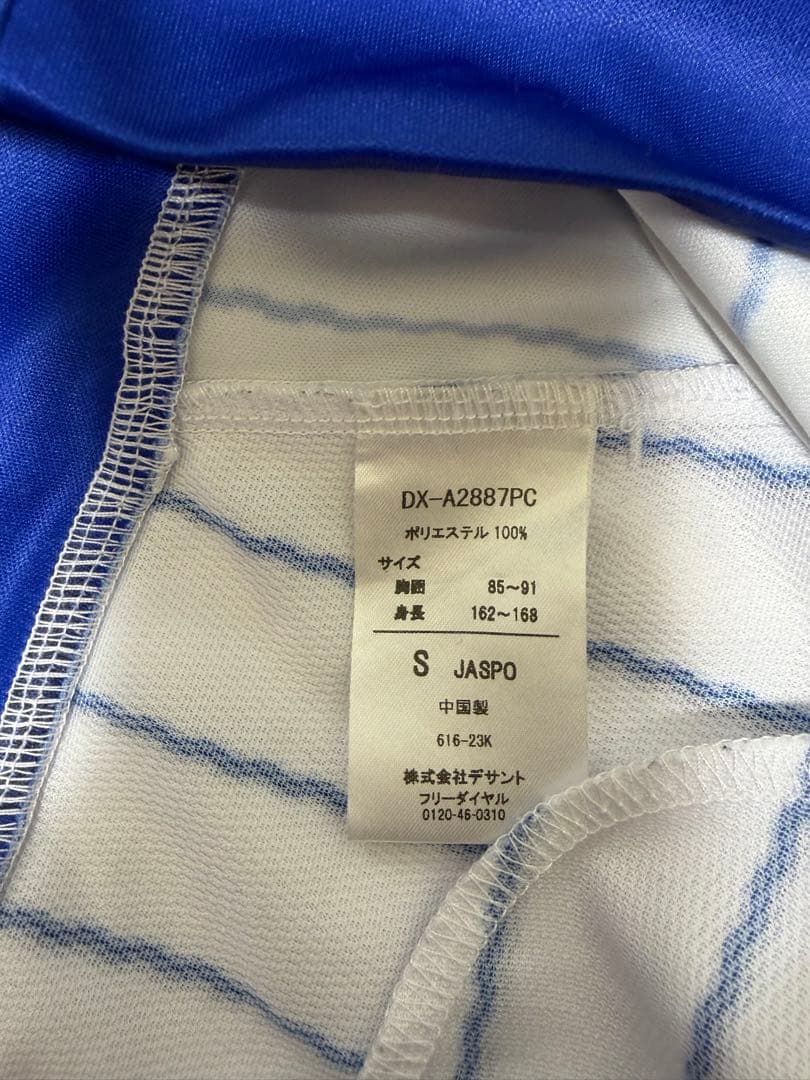 DX-A2887PC
ポリエステル 100%
サイズ
胸囲 85~91
身長 162~168
S JASPO
中国製
616-23K
株式会社デサント
フリーダイヤル
0120-46-0310